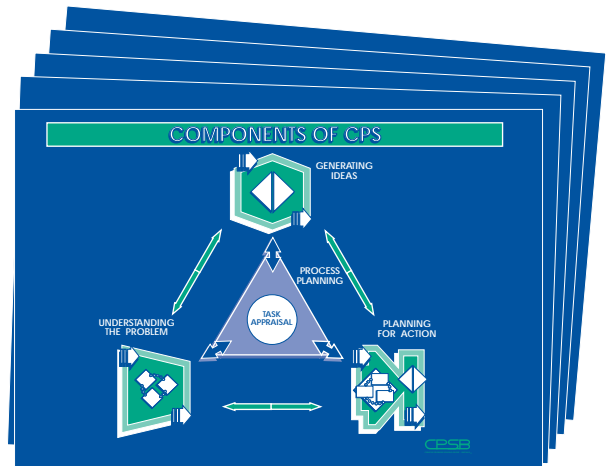 COMPONENTS OF CPS
GENERATING
IDEAS
PROCESS
PLANNING
TASK
APPRAISAL
UNDERSTANDING
THE PROBLEM
PLANNING
FOR ACTION
CPSB